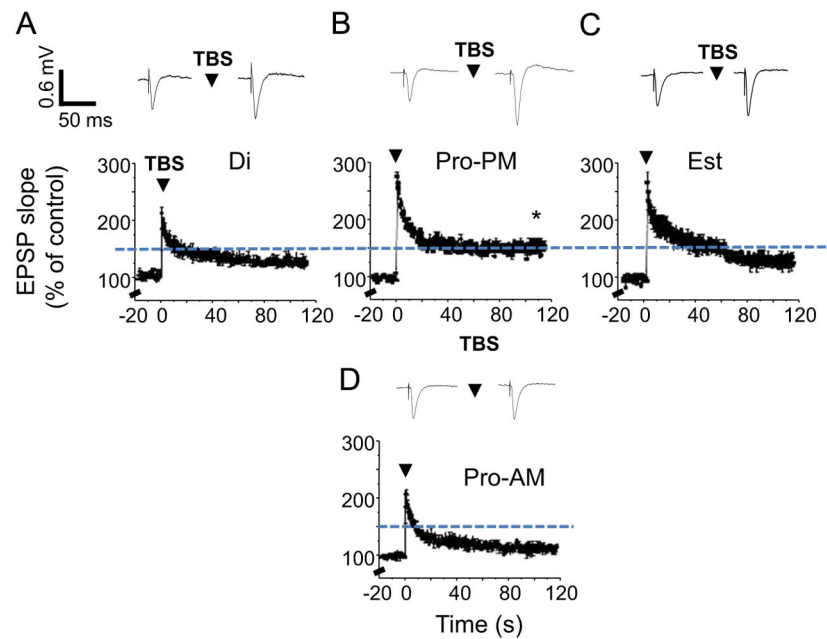 A
B
C
TBS
TBS
TBS
0.6 mV
50 ms
EPSP slope
(% of control)
300
200
100
TBS
Di
-20 0 40 80 120
300
200
100
Pro-PM
*
-20 0 40 80 120
300
200
100
Est
-20 0 40 80 120
TBS
D
300
200
100
Pro-AM
-20 0 40 80 120
Time (s)